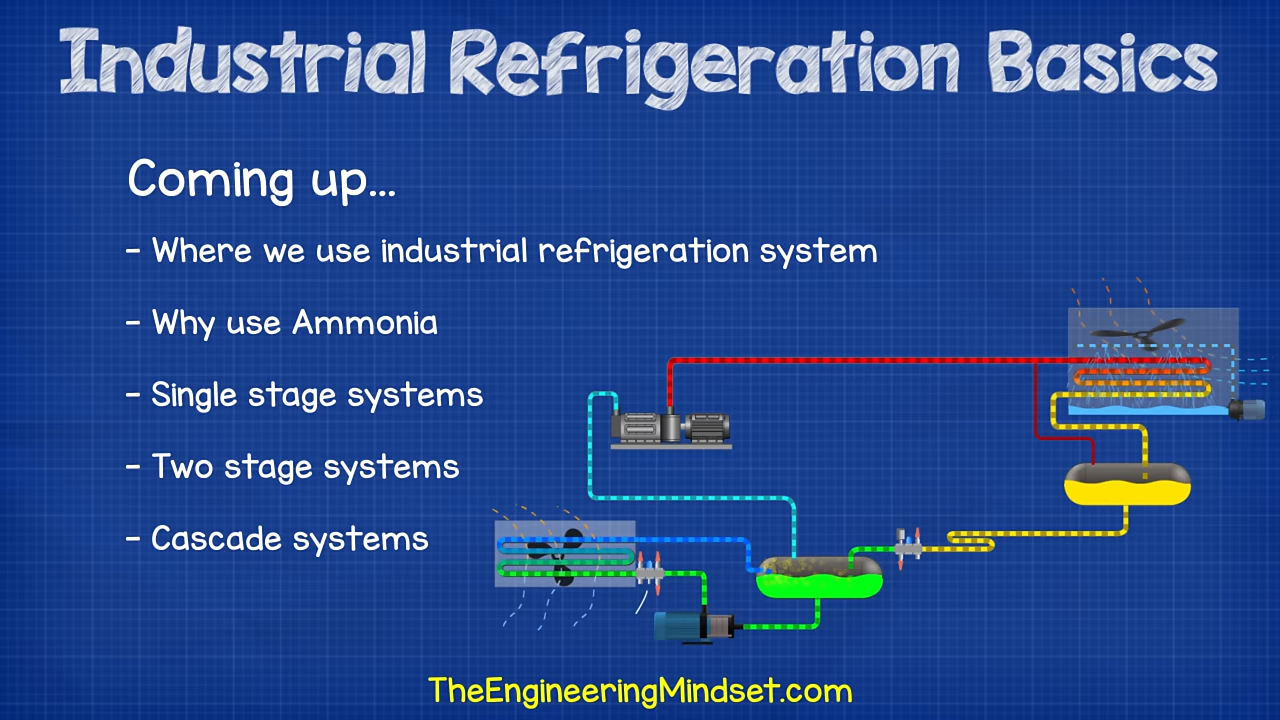 Industrial Refrigeration Basics
Coming up...
- Where we use industrial refrigeration system
- Why use Ammonia
- Single stage systems
- Two stage systems
- Cascade systems
TheEngineeringMindset.com